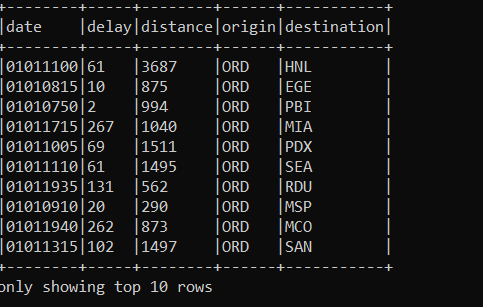 +--------+-----+--------+------+-----------+
|date    |delay|distance|origin|destination|
+--------+-----+--------+------+-----------+
|01011100|61   |3687    |ORD   |HNL        |
|01010815|10   |875     |ORD   |EGE        |
|01010750|2    |994     |ORD   |PBI        |
|01011715|267  |1040    |ORD   |MIA        |
|01011005|69   |1511    |ORD   |PDX        |
|01011110|61   |1495    |ORD   |SEA        |
|01011935|131  |562     |ORD   |RDU        |
|01010910|20   |290     |ORD   |MSP        |
|01011940|262  |873     |ORD   |MCO        |
|01011315|102  |1497    |ORD   |SAN        |
+--------+-----+--------+------+-----------+
only showing top 10 rows